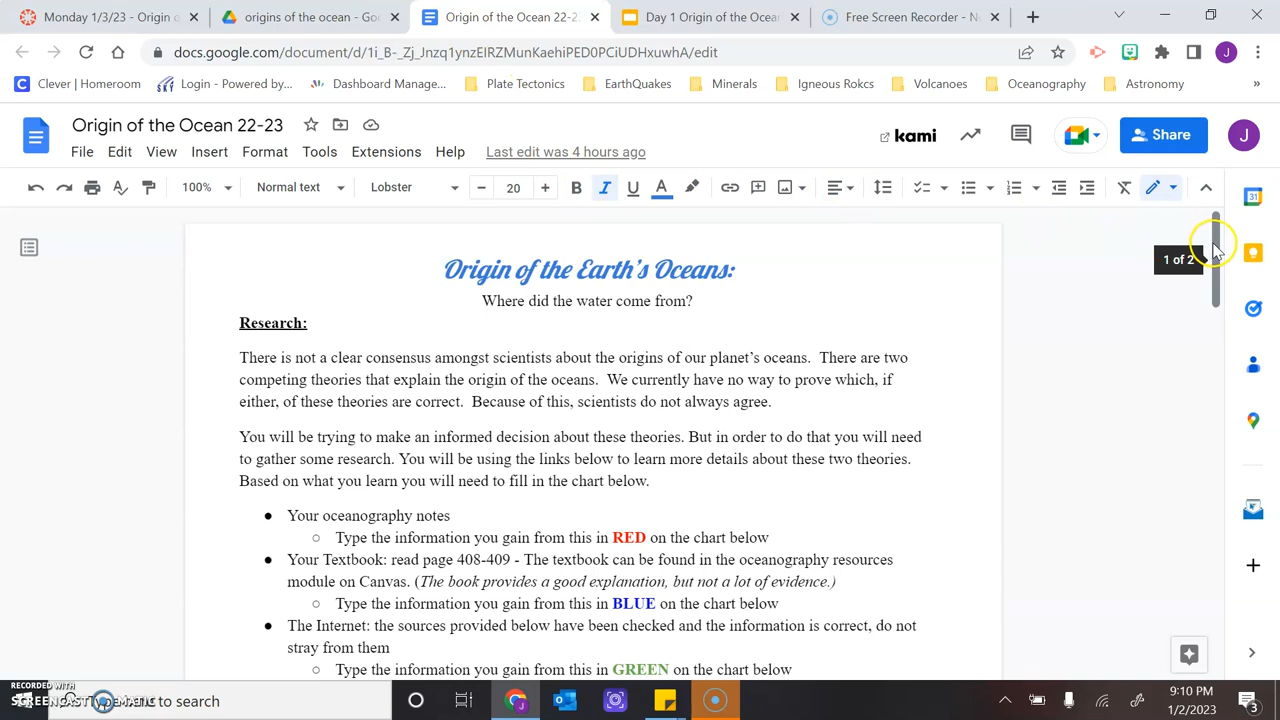 Monday 1/3/23 - Origin o
origins of the ocean - Goo
Origin of the Ocean 22-23
Day 1 Origin of the Ocean
Free Screen Recorder - N
docs.google.com/document/d/1i_B-_Zj_Jnzq1ynzEIRZMunKaehiPED0PCiUDHxuwhA/edit
J
Clever | Homeroom
Login - Powered by...
Dashboard Manage...
Plate Tectonics
EarthQuakes
Minerals
Igneous Rokcs
Volcanoes
Oceanography
Astronomy
»
Origin of the Ocean 22-23
kami
Share
J
File Edit View Insert Format Tools Extensions Help Last edit was 4 hours ago
100% Normal text Lobster 20 B I U A
31
1 of 2
Origin of the Earth's Oceans:
Where did the water come from?
Research:
There is not a clear consensus amongst scientists about the origins of our planet's oceans. There are two
competing theories that explain the origin of the oceans. We currently have no way to prove which, if
either, of these theories are correct. Because of this, scientists do not always agree.
You will be trying to make an informed decision about these theories. But in order to do that you will need
to gather some research. You will be using the links below to learn more details about these two theories.
Based on what you learn you will need to fill in the chart below.
● Your oceanography notes
○ Type the information you gain from this in RED on the chart below
● Your Textbook: read page 408-409 - The textbook can be found in the oceanography resources
module on Canvas. (The book provides a good explanation, but not a lot of evidence.)
○ Type the information you gain from this in BLUE on the chart below
● The Internet: the sources provided below have been checked and the information is correct, do not
stray from them
○ Type the information you gain from this in GREEN on the chart below
RECORDED WITH
SCREENCASTOMATIC
Type here to search
9:10 PM
1/2/2023
3